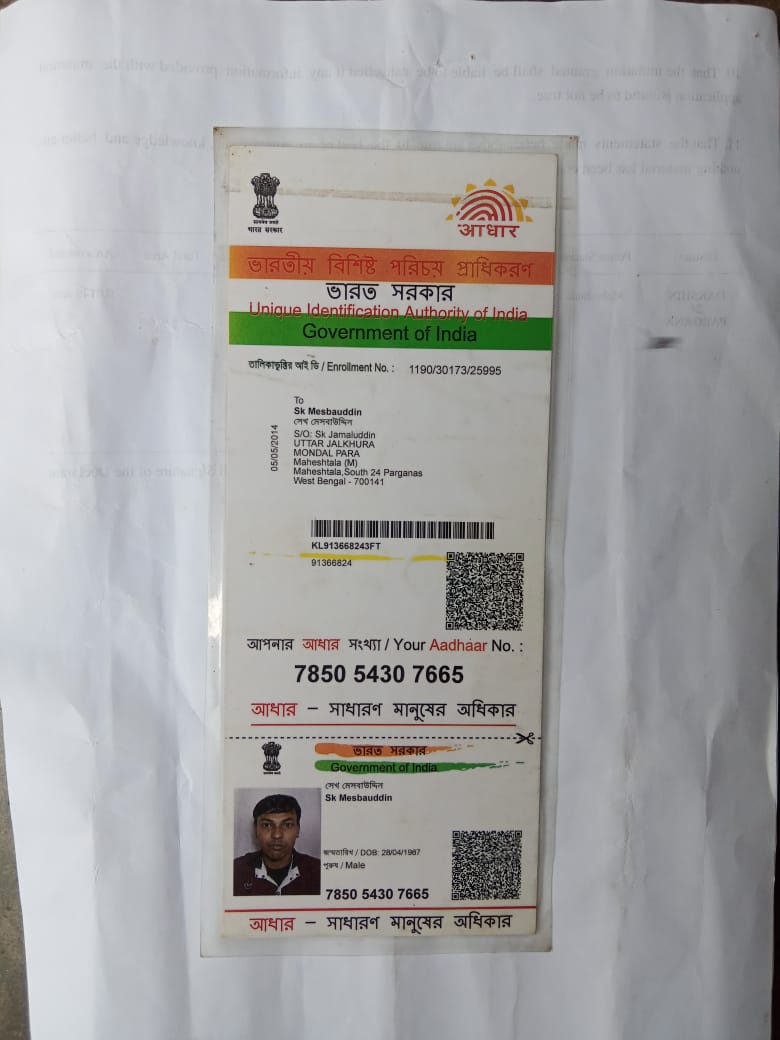 सत्यमेव जयते
भारत सरकार
आधार
ভারতীয় বিশিষ্ট পরিচয় প্রাধিকরণ
ভারত সরকার
Unique Identification Authority of India
Government of India
তালিকাভুক্তির আই ডি / Enrollment No. : 1190/30173/25995
05/05/2014
To
Sk Mesbauddin
সেখ মেসবাউদ্দিন
S/O: Sk Jamaluddin
UTTAR JALKHURA
MONDAL PARA
Maheshtala (M)
Maheshtala,South 24 Parganas
West Bengal - 700141
KL913668243FT
91366824
আপনার আধার সংখ্যা / Your Aadhaar No. :
7850 5430 7665
আধার – সাধারণ মানুষের অধিকার
ভারত সরকার
Government of India
সেখ মেসবাউদ্দিন
Sk Mesbauddin
জন্মতারিখ / DOB: 28/04/1987
পুরুষ / Male
7850 5430 7665
আধার – সাধারণ মানুষের অধিকার